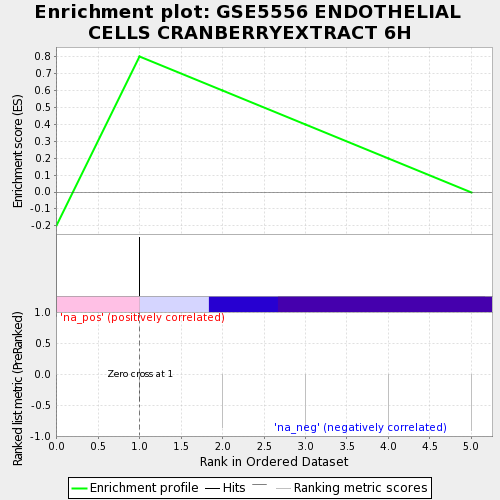 Enrichment plot: GSE5556 ENDOTHELIAL
CELLS CRANBERRYEXTRACT 6H
Enrichment score (ES)
0.8
0.7
0.6
0.5
0.4
0.3
0.2
0.1
0.0
-0.1
-0.2
Ranked list metric (PreRanked)
1.0
0.5
0.0
-0.5
-1.0
'na_pos' (positively correlated)
Zero cross at 1
'na_neg' (negatively correlated)
0.0 0.5 1.0 1.5 2.0 2.5 3.0 3.5 4.0 4.5 5.0
Rank in Ordered Dataset
Enrichment profile Hits Ranking metric scores